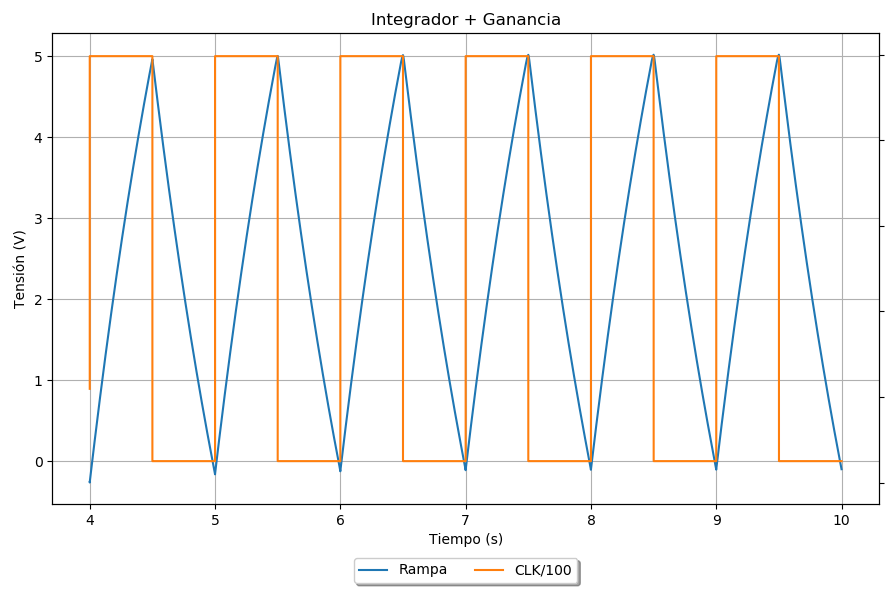 Integrador + Ganancia
5
4
3
2
1
0
Tensión (V)
4 5 6 7 8 9 10
Tiempo (s)
Rampa CLK/100